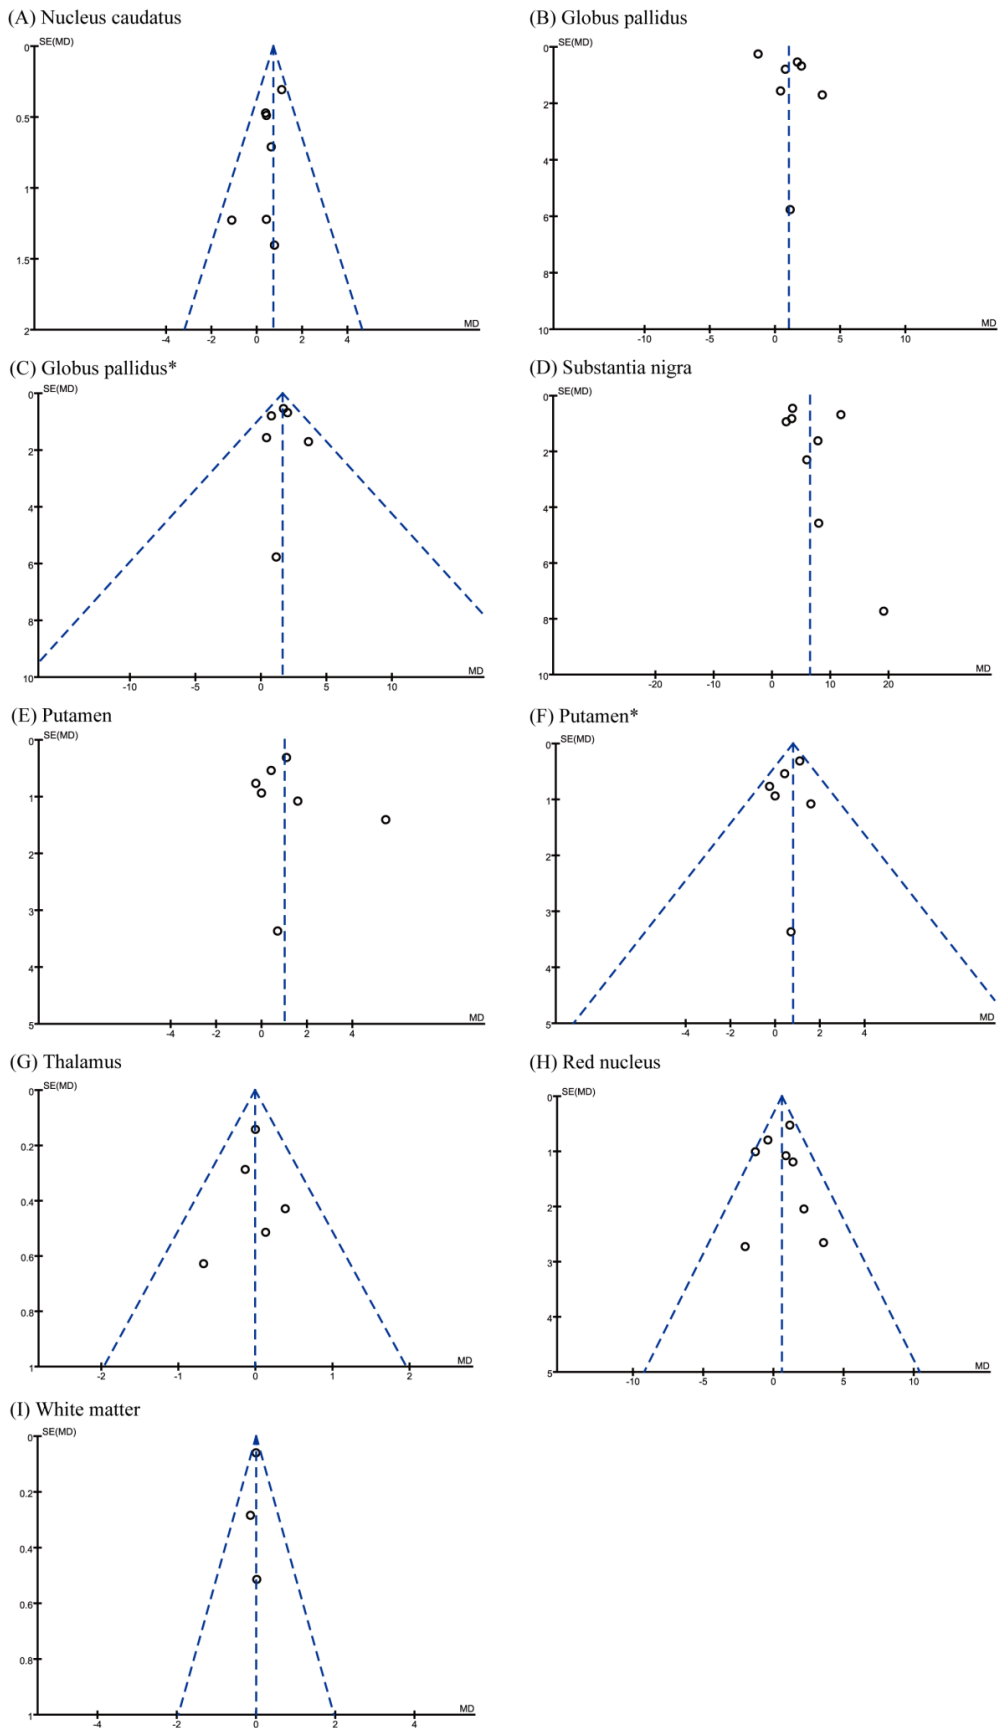 (A) Nucleus caudatus
SE(MD)
0
0.5
1
1.5
2
-4 -2 0 2 4
MD
(B) Globus pallidus
SE(MD)
0
2
4
6
8
10
-10 -5 0 5 10
MD
(C) Globus pallidus*
SE(MD)
0
2
4
6
8
10
-10 -5 0 5 10
MD
(D) Substantia nigra
SE(MD)
0
2
4
6
8
10
-20 -10 0 10 20
MD
(E) Putamen
SE(MD)
0
1
2
3
4
5
-4 -2 0 2 4
MD
(F) Putamen*
SE(MD)
0
1
2
3
4
5
-4 -2 0 2 4
MD
(G) Thalamus
SE(MD)
0
0.2
0.4
0.6
0.8
1
-2 -1 0 1 2
MD
(H) Red nucleus
SE(MD)
0
1
2
3
4
5
-10 -5 0 5 10
MD
(I) White matter
SE(MD)
0
0.2
0.4
0.6
0.8
1
-4 -2 0 2 4
MD